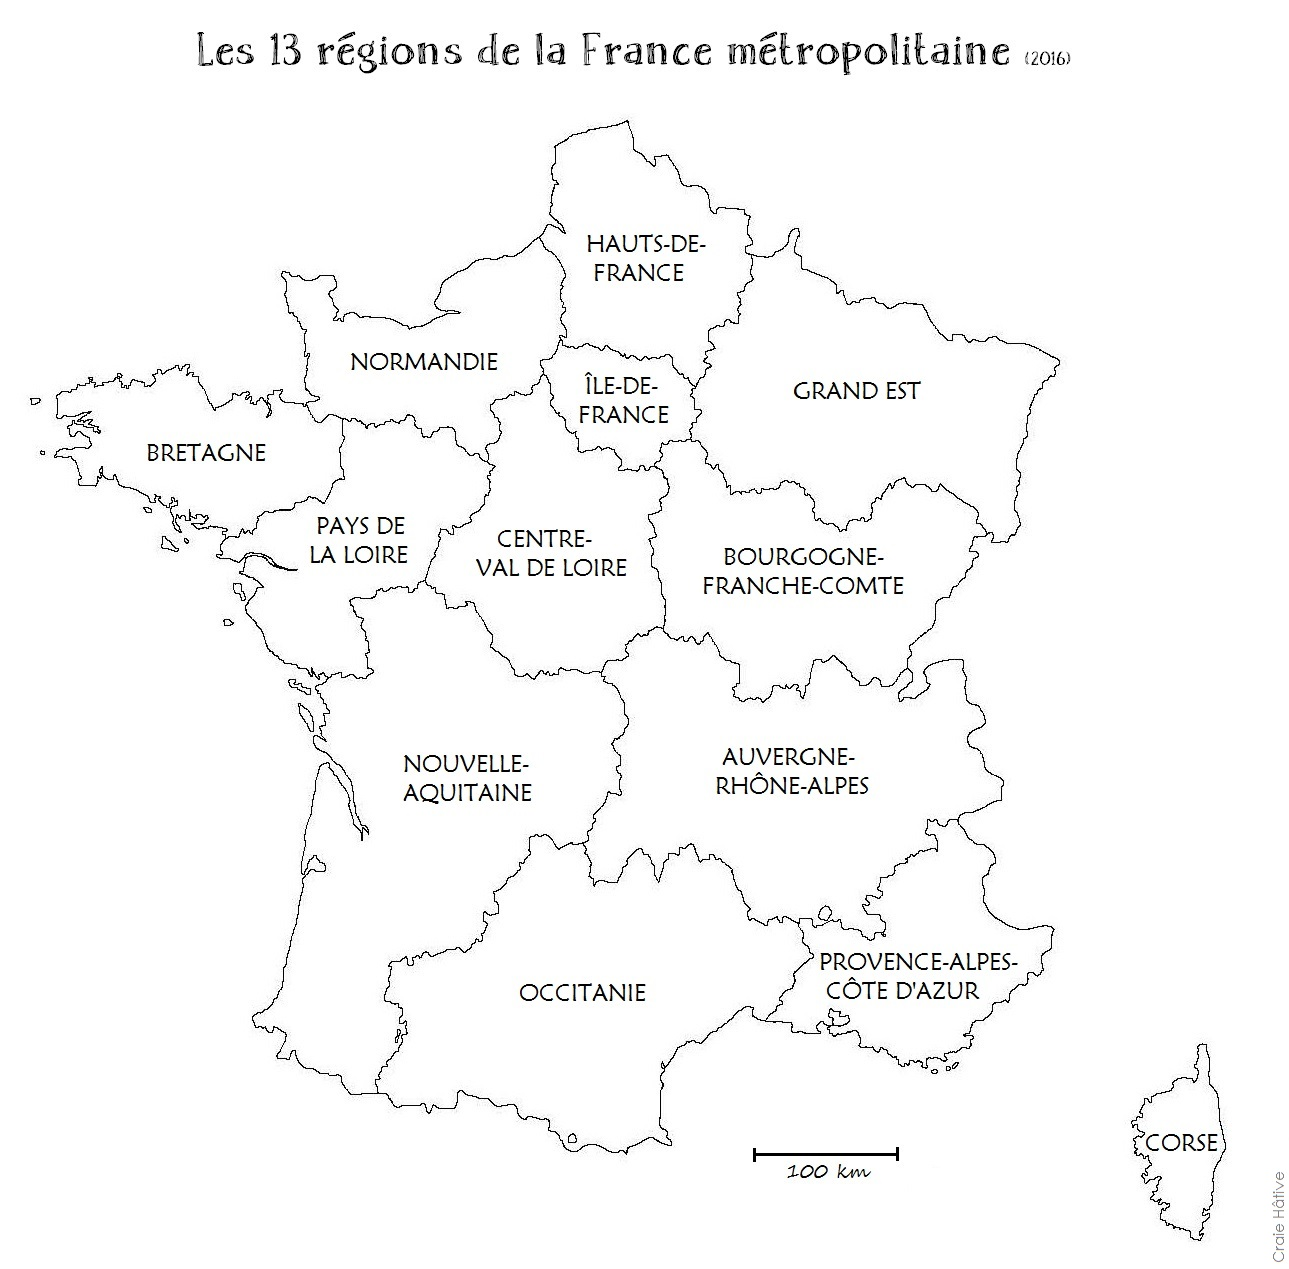 Les 13 régions de la France métropolitaine (2016)
HAUTS-DE-
FRANCE
NORMANDIE
ÎLE-DE-
FRANCE
GRAND EST
BRETAGNE
PAYS DE
LA LOIRE
CENTRE-
VAL DE LOIRE
BOURGOGNE-
FRANCHE-COMTE
NOUVELLE-
AQUITAINE
AUVERGNE-
RHÔNE-ALPES
OCCITANIE
PROVENCE-ALPES-
CÔTE D'AZUR
CORSE
100 km
Craie Hâtive